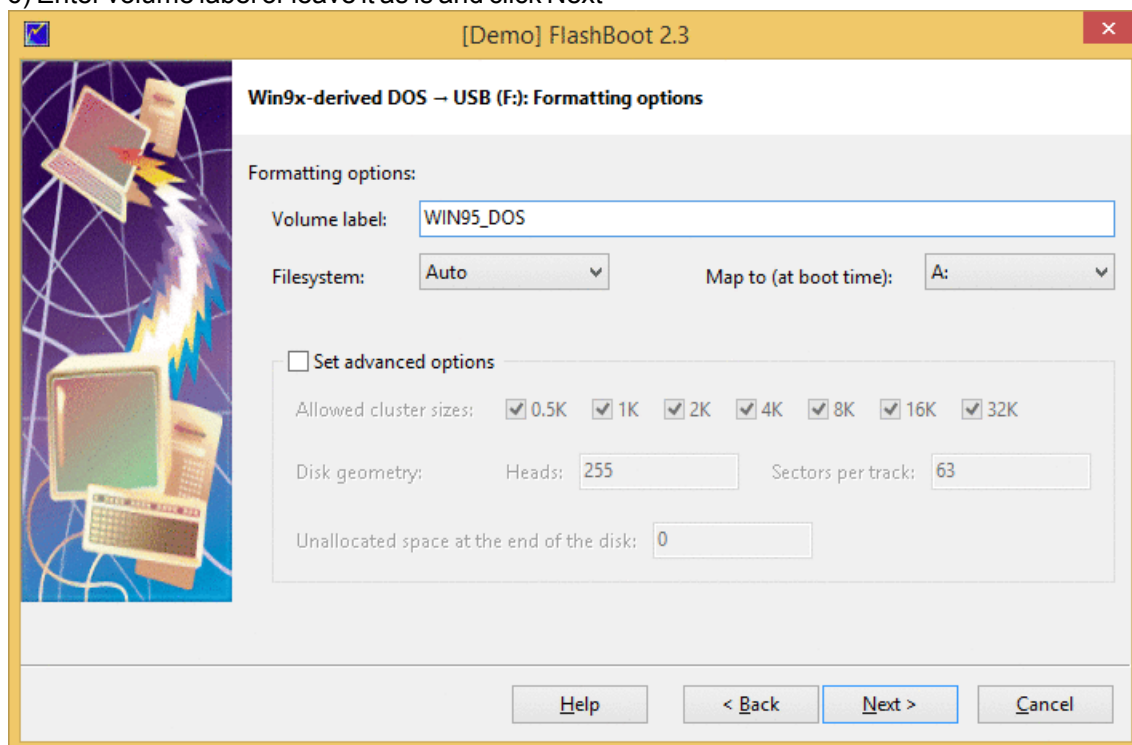 [Demo] FlashBoot 2.3
Win9x-derived DOS → USB (F:): Formatting options
Formatting options:
Volume label: WIN95_DOS
Filesystem: Auto Map to (at boot time): A:
Set advanced options
Allowed cluster sizes: 0.5K 1K 2K 4K 8K 16K 32K
Disk geometry: Heads: 255 Sectors per track: 63
Unallocated space at the end of the disk: 0
Help < Back Next > Cancel